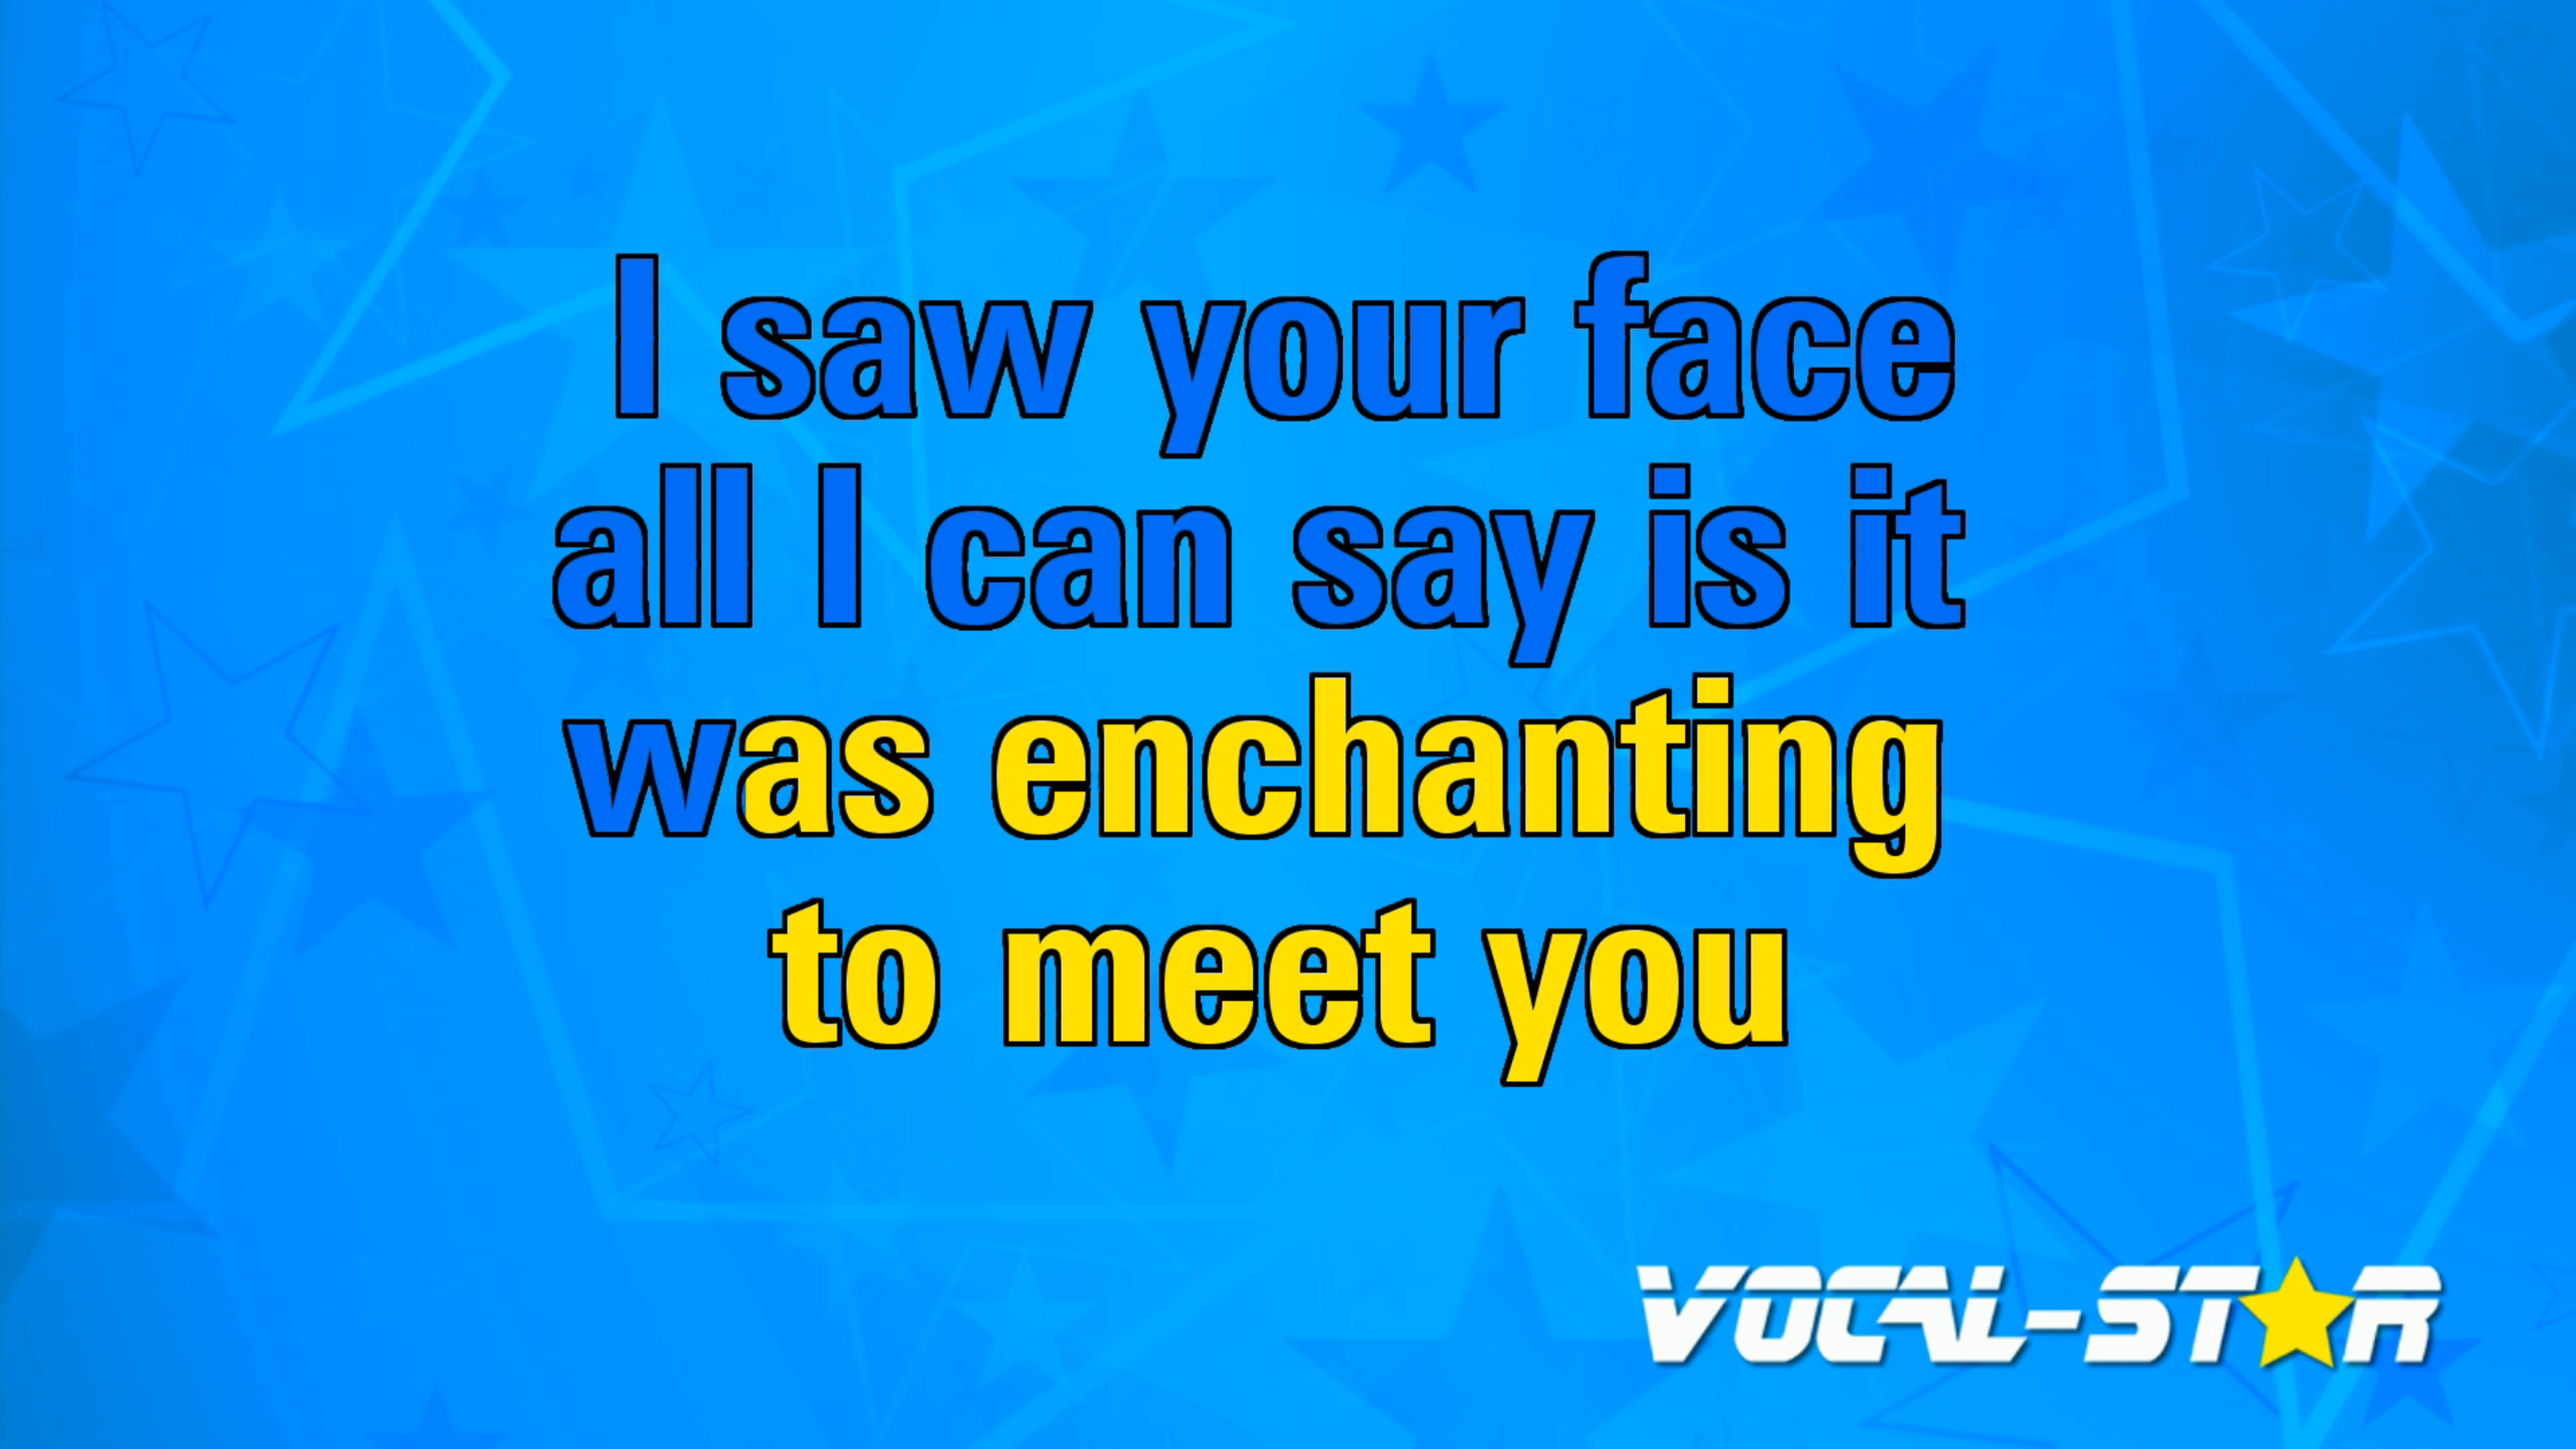 I saw your face
all I can say is it
was enchanting
to meet you
VOCAL-STAR